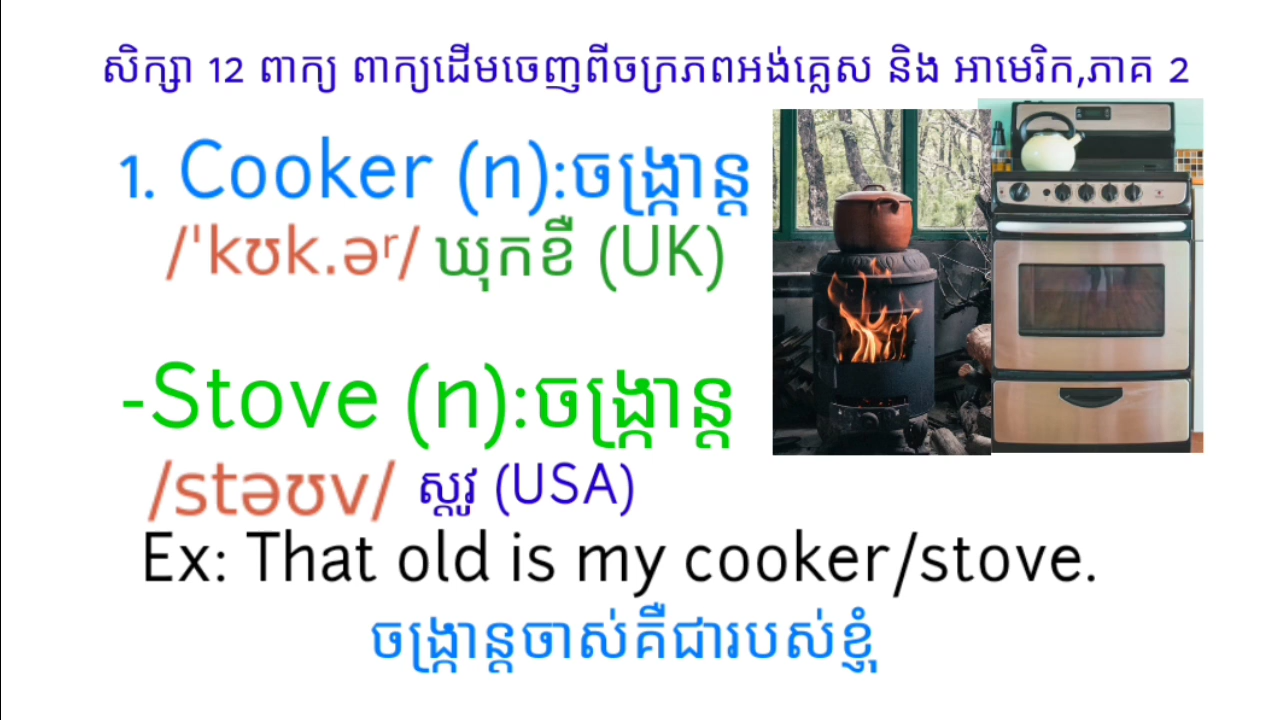 សិក្សា 12 ពាក្យ ពាក្យដើមចេញពីចក្រភពអង់គ្លេស និង អាមេរិក,ភាគ 2
1. Cooker (n):ចង្ក្រាន្ត
/ˈkʊk.əʳ/ ឃុកខឺ (UK)
-Stove (n):ចង្ក្រាន្ត
/stəʊv/ ស្តូវ (USA)
Ex: That old is my cooker/stove.
ចង្ក្រាន្តចាស់គឺជារបស់ខ្ញុំ